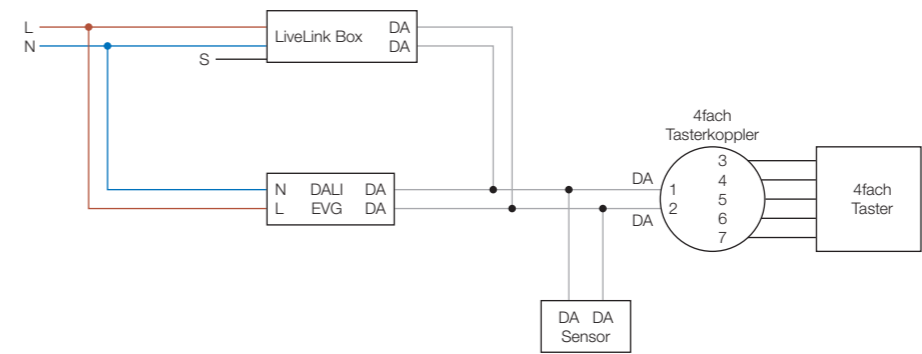 L
N
S
LiveLink Box
DA
DA
N DALI DA
L EVG DA
DA
DA
4fach
Tasterkoppler
1
2
3
4
5
6
7
4fach
Taster
DA DA
Sensor